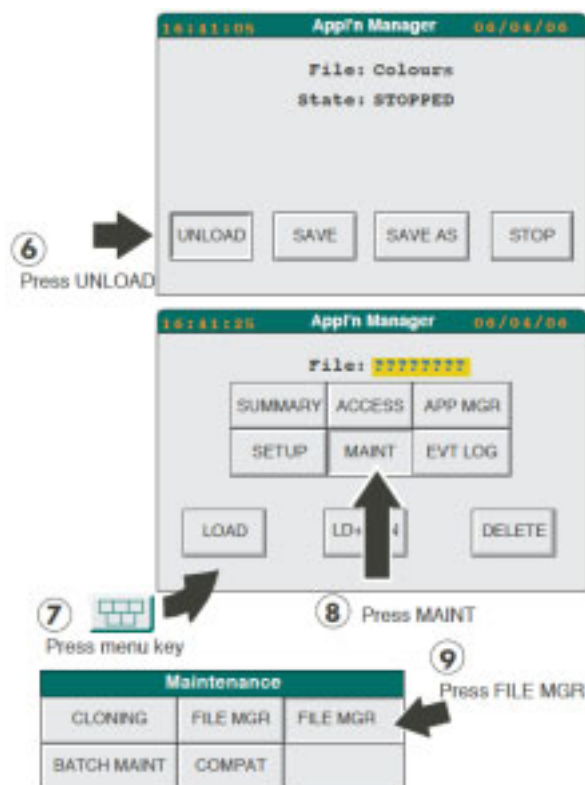 16:41:05 Appl'n Manager 06/04/06
File: Colours
State: STOPPED
UNLOAD SAVE SAVE AS STOP
6
Press UNLOAD
16:41:25 Appl'n Manager 06/04/06
File: ????????
SUMMARY ACCESS APP MGR
SETUP MAINT EVT LOG
LOAD LD+ N DELETE
7
Press menu key
8 Press MAINT
9
Press FILE MGR
Maintenance
CLONING FILE MGR FILE MGR
BATCH MAINT COMPAT